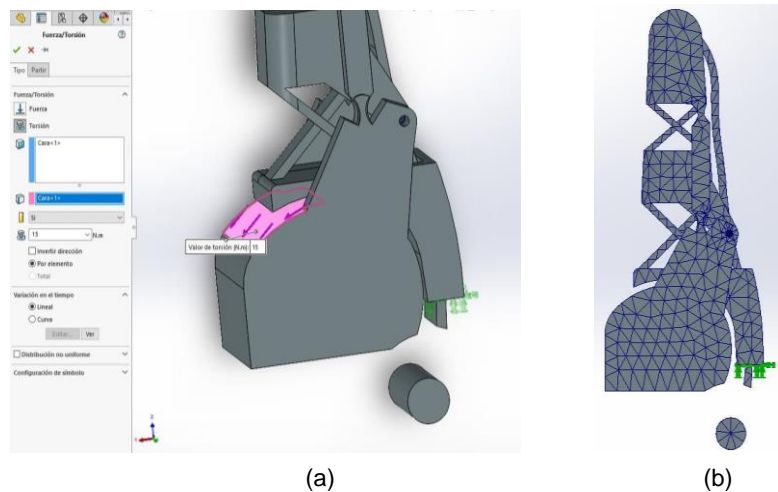 Fuerza/Torsión
Tipo Partir
Fuerza/Torsión
Fuerza
Torsión
Cara<1>
Cara<1>
SI
15 N.m
Invertir dirección
Por elemento
Total
Variación en el tiempo
Lineal
Curva
Editar... Ver
Distribución no uniforme
Configuración de símbolo
Valor de torsión (N.m): 15
(a) (b)